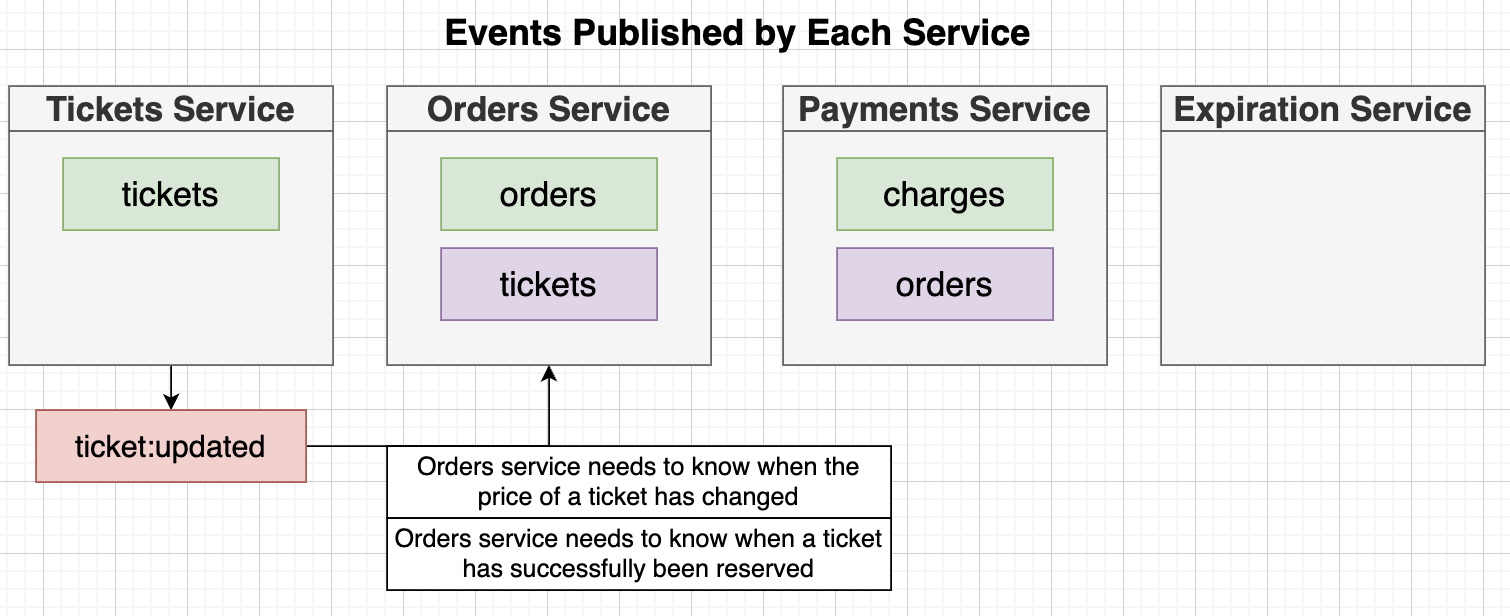 Events Published by Each Service
Tickets Service
tickets
Orders Service
orders
tickets
Payments Service
charges
orders
Expiration Service
ticket:updated
Orders service needs to know when the
price of a ticket has changed
Orders service needs to know when a ticket
has successfully been reserved